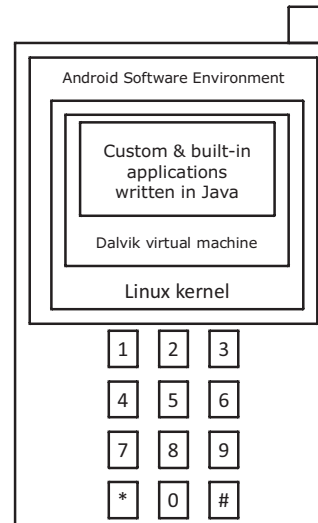 Android Software Environment
Custom & built-in
applications
written in Java
Dalvik virtual machine
Linux kernel
1 2 3
4 5 6
7 8 9
* 0 #